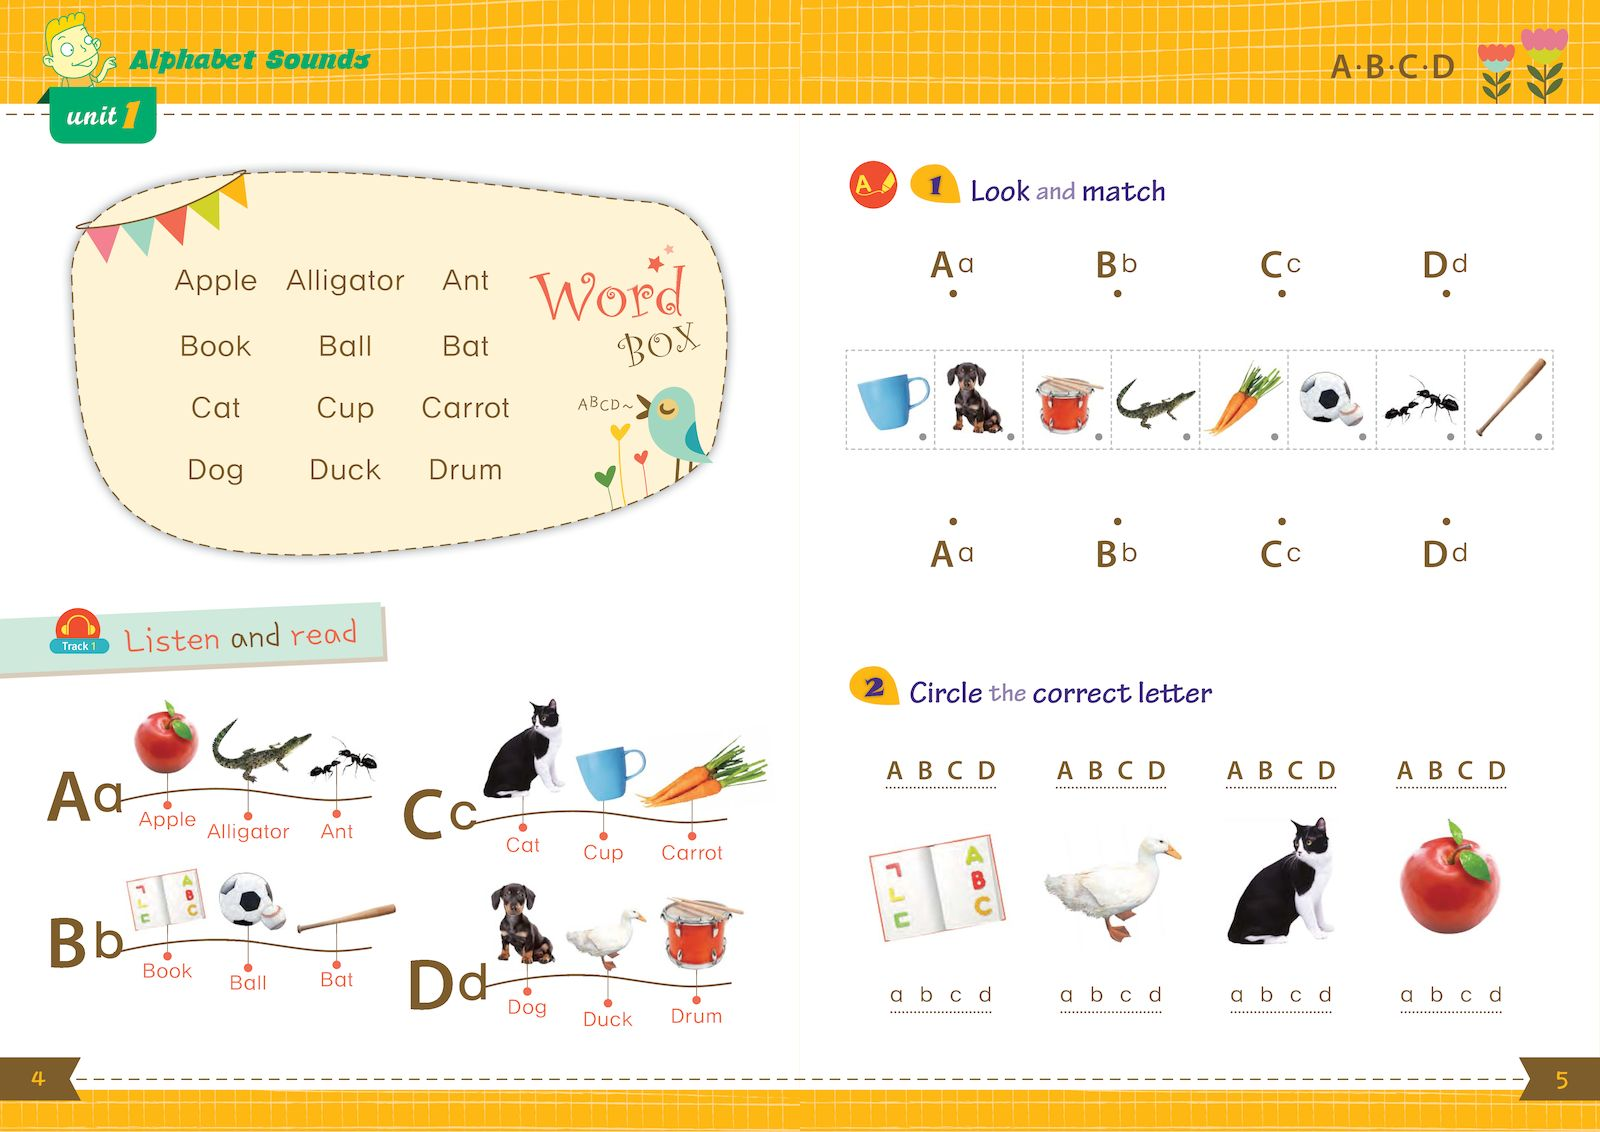 Alphabet Sounds
unit 1
Apple Alligator Ant
Book Ball Bat
Cat Cup Carrot
Dog Duck Drum
Word
BOX
ABCD~
Track 1
Listen and read
Aa
Apple
Alligator
Ant
Bb
ㄱ
ㄴ
ㄷ
A
B
C
Book
Ball
Bat
Cc
Cat
Cup
Carrot
Dd
Dog
Duck
Drum
4
A·B·C·D
A
1 Look and match
Aa Bb Cc Dd
Aa Bb Cc Dd
2 Circle the correct letter
A B C D A B C D A B C D A B C D
ㄱ
ㄴ
ㄷ
A
B
C
a b c d a b c d a b c d a b c d
5